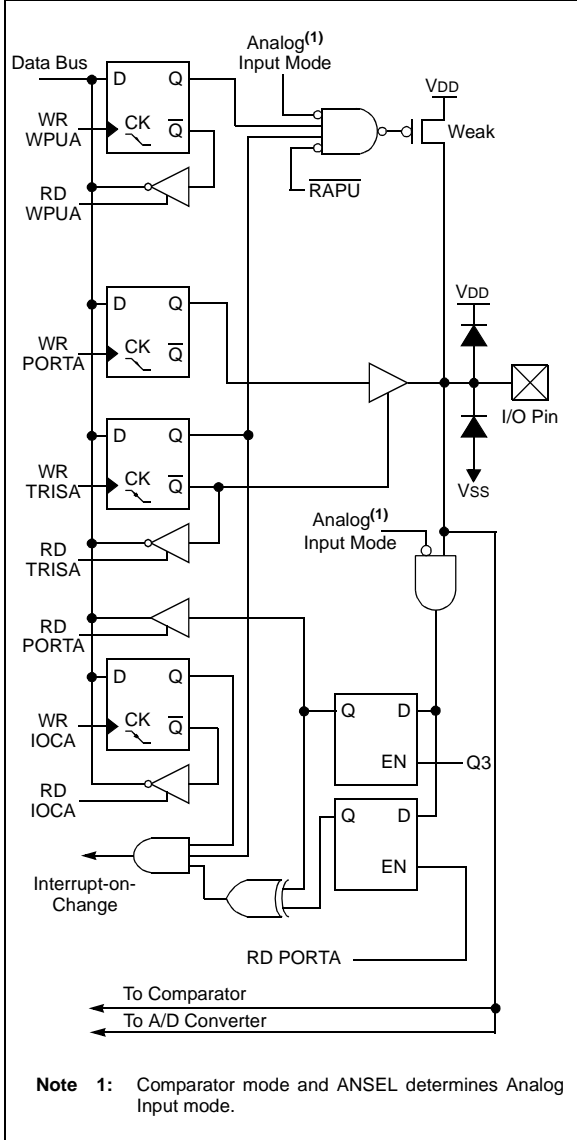 Analog(1)
Input Mode
Data Bus
D Q
VDD
WR
WPUA
CK
Q
Weak
RD
WPUA
RAPU
D Q
VDD
WR
PORTA
CK
Q
I/O Pin
D Q
WR
TRISA
CK
Q
VSS
Analog(1)
Input Mode
RD
TRISA
RD
PORTA
D Q
Q D
WR
IOCA
CK
Q
EN
Q3
RD
IOCA
Q D
EN
Interrupt-on-
Change
RD PORTA
To Comparator
To A/D Converter
Note 1: Comparator mode and ANSEL determines Analog
Input mode.